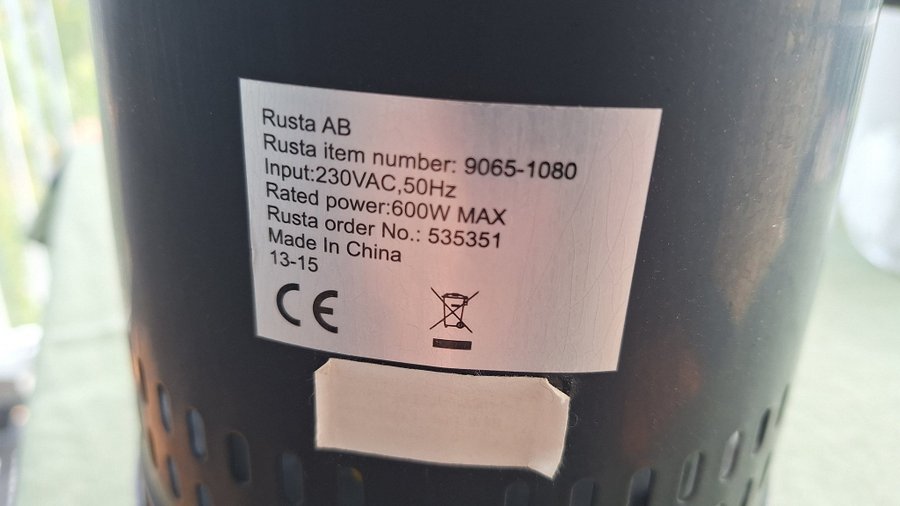 Rusta AB
Rusta item number: 9065-1080
Input:230VAC,50Hz
Rated power:600W MAX
Rusta order No.: 535351
Made In China
13-15
CE